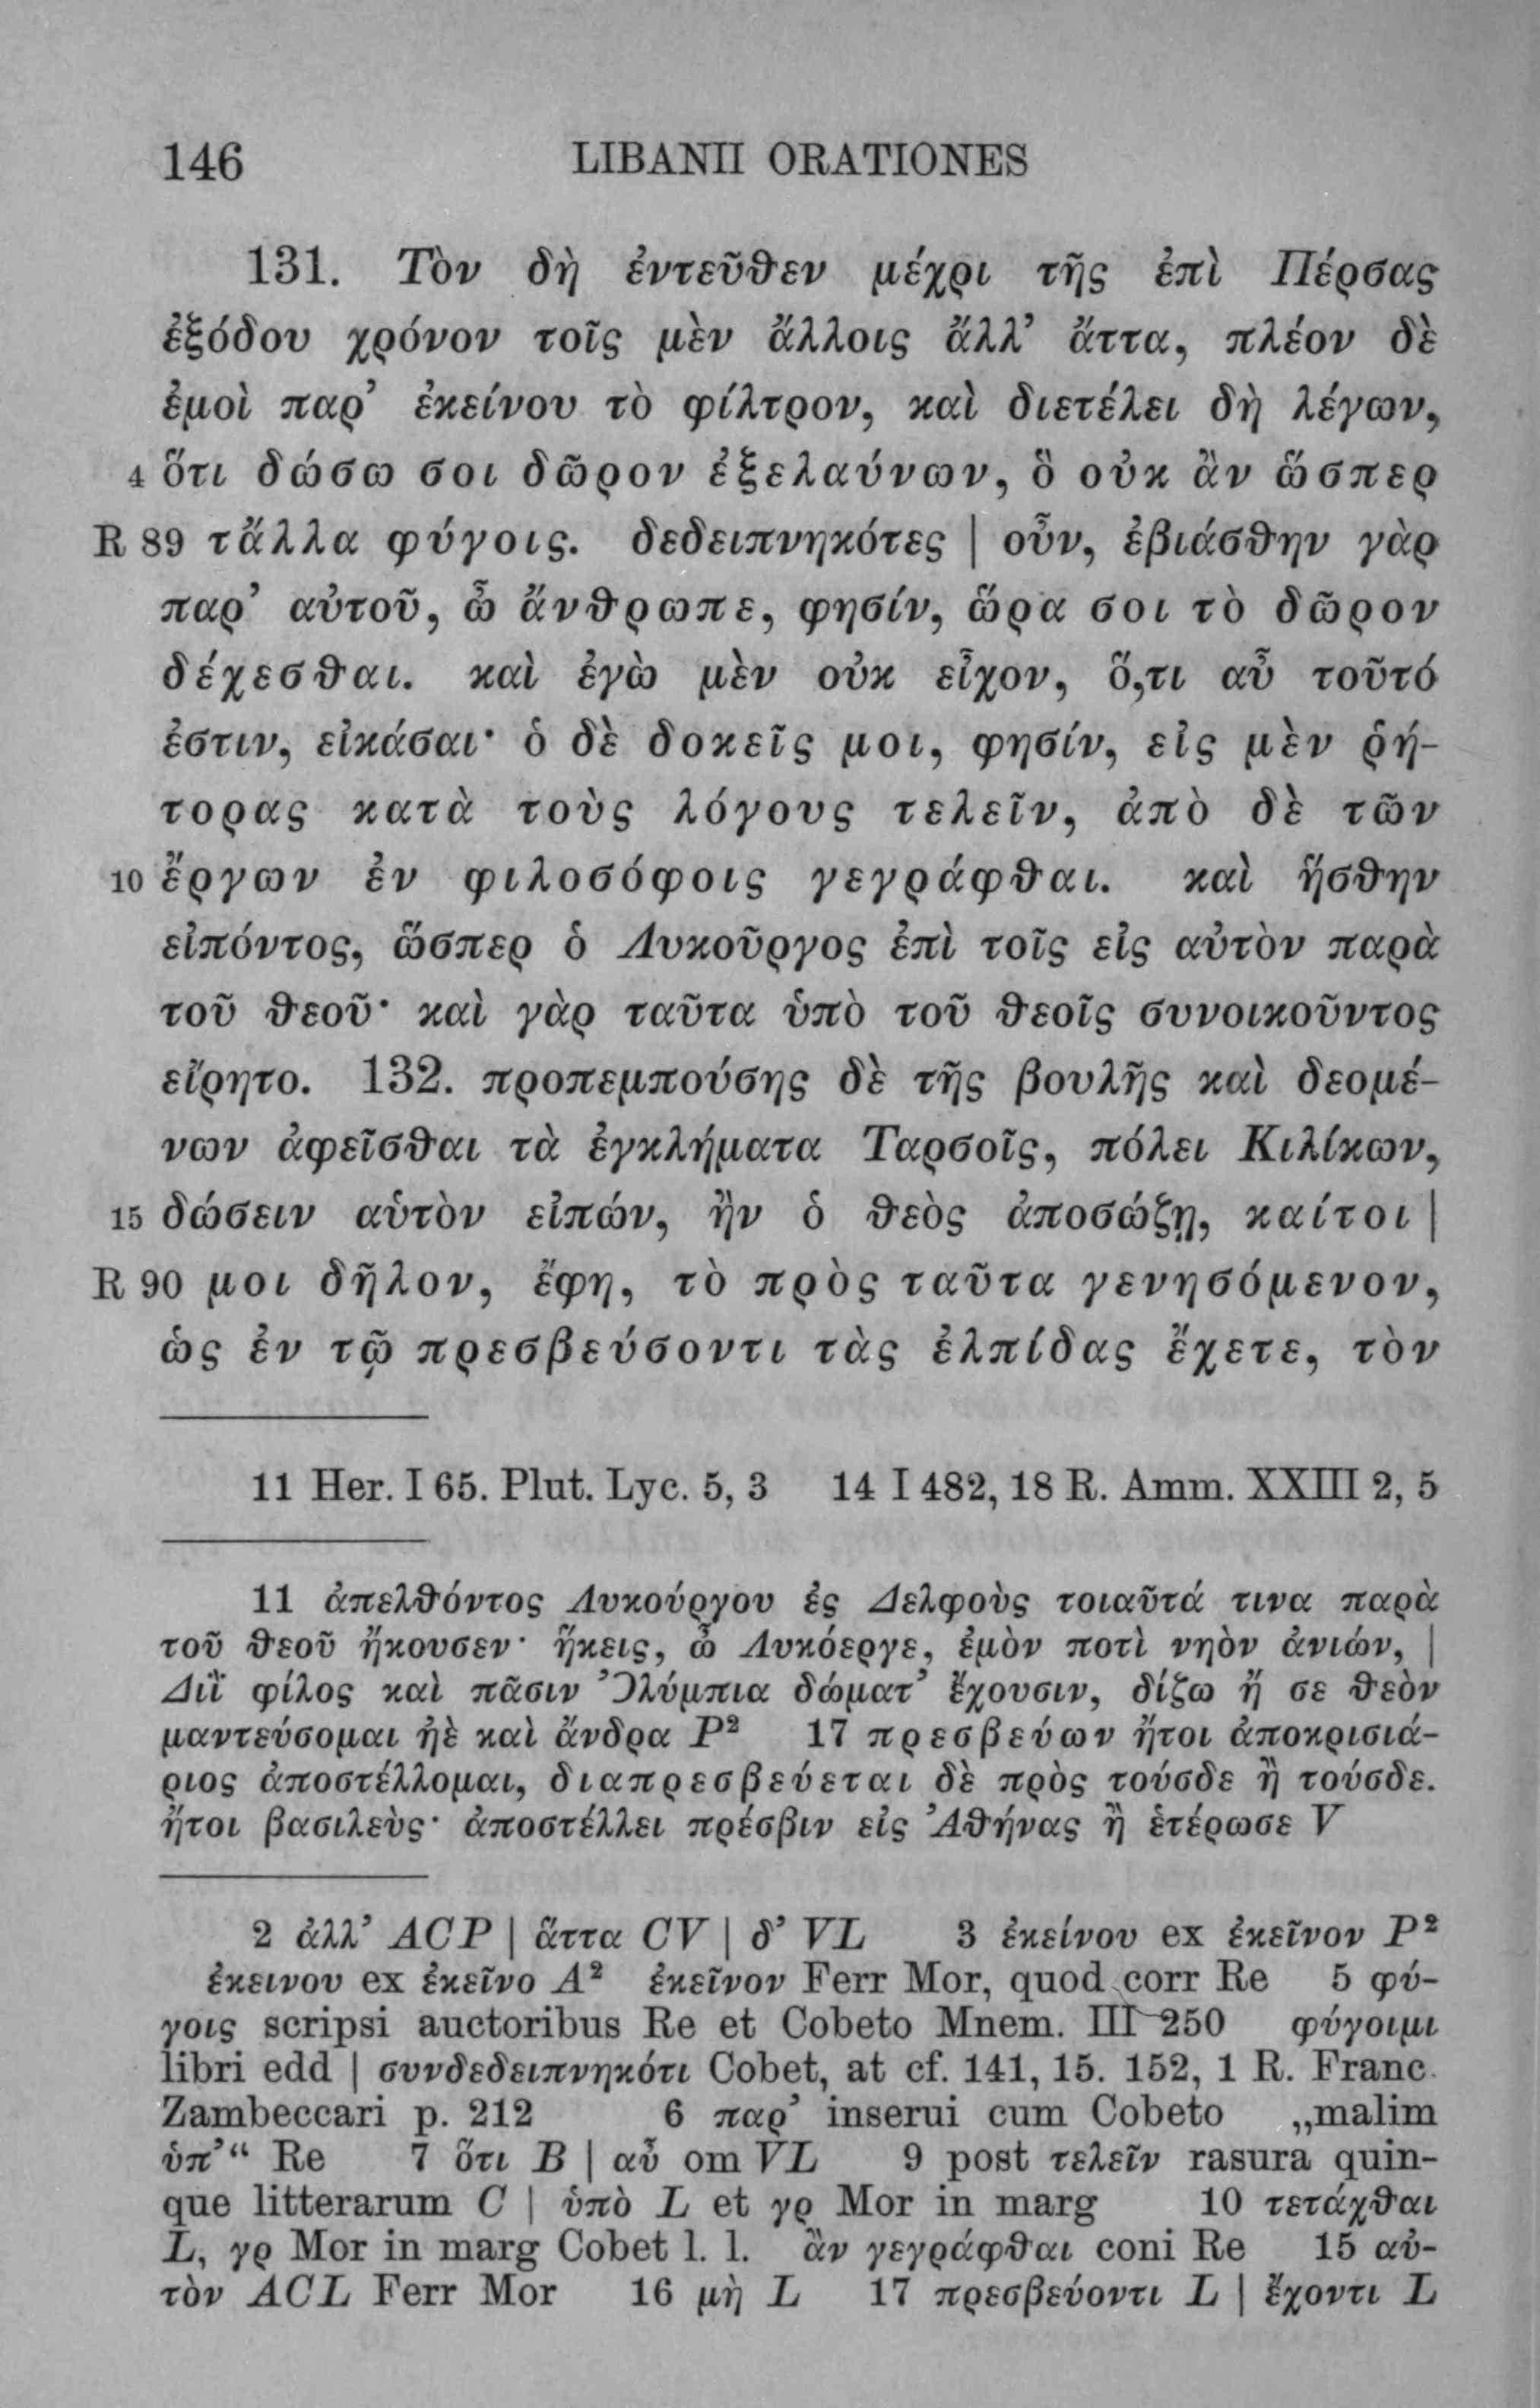 146 LIBANII ORATIONES
131. Τὸν δὴ ἐντεῦθεν μέχρι τῆς ἐπὶ Πέρσας
ἐξόδου χρόνον τοῖς μὲν ἄλλοις ἄλλ’ ἄττα, πλέον δὲ
ἐμοὶ παρ’ ἐκείνου τὸ φίλτρον, καὶ διετέλει δὴ λέγων,
4 ὅτι δώσω σοι δῶρον ἐξελαύνων, ὃ οὐκ ἂν ὥσπερ
R 89 τἄλλα φύγοις. δεδειπνηκότες | οὖν, ἐβιάσθην γὰρ
παρ’ αὐτοῦ, ὦ ἄνθρωπε, φησίν, ὥρα σοι τὸ δῶρον
δέχεσθαι. καὶ ἐγὼ μὲν οὐκ εἶχον, ὅ,τι αὖ τοῦτό
ἐστιν, εἰκάσαι· ὁ δὲ δοκεῖς μοι, φησίν, εἰς μὲν ῥή-
τορας κατὰ τοὺς λόγους τελεῖν, ἀπὸ δὲ τῶν
10 ἔργων ἐν φιλοσόφοις γεγράφθαι. καὶ ἥσθην
εἰπόντος, ὥσπερ ὁ Λυκοῦργος ἐπὶ τοῖς εἰς αὐτὸν παρὰ
τοῦ θεοῦ· καὶ γὰρ ταῦτα ὑπὸ τοῦ θεοῖς συνοικοῦντος
εἴρητο. 132. προπεμπούσης δὲ τῆς βουλῆς καὶ δεομέ-
νων ἀφεῖσθαι τὰ ἐγκλήματα Ταρσοῖς, πόλει Κιλίκων,
15 δώσειν αὑτὸν εἰπών, ἢν ὁ θεὸς ἀποσώζῃ, καίτοι |
R 90 μοι δῆλον, ἔφη, τὸ πρὸς ταῦτα γενησόμενον,
ὡς ἐν τῷ πρεσβεύσοντι τὰς ἐλπίδας ἔχετε, τὸν
11 Her. I 65. Plut. Lyc. 5, 3 14 I 482, 18 R. Amm. XXIII 2, 5
11 ἀπελθόντος Λυκούργου ἐς Δελφοὺς τοιαῦτά τινα παρὰ
τοῦ θεοῦ ἤκουσεν· ἥκεις, ὦ Λυκόεργε, ἐμὸν ποτὶ νηὸν ἀνιών, |
Διῒ φίλος καὶ πᾶσιν Ὀλύμπια δώματ’ ἔχουσιν, δίζω ἤ σε θεὸν
μαντεύσομαι ἠὲ καὶ ἄνδρα P² 17 πρεσβεύων ἤτοι ἀποκρισιά-
ριος ἀποστέλλομαι, διαπρεσβεύεται δὲ πρὸς τούσδε ἢ τούσδε.
ἤτοι βασιλεὺς· ἀποστέλλει πρέσβιν εἰς Ἀθήνας ἢ ἑτέρωσε V
2 ἀλλ’ ACP | ἅττα CV | δ’ VL 3 ἐκείνου ex ἐκεῖνον P²
ἐκεινου ex ἐκεῖνο A² ἐκεῖνον Ferr Mor, quod corr Re 5 φύ-
γοις scripsi auctoribus Re et Cobeto Mnem. III 250 φύγοιμι
libri edd | συνδεδειπνηκότι Cobet, at cf. 141, 15. 152, 1 R. Franc.
Zambeccari p. 212 6 παρ’ inserui cum Cobeto „malim
ὑπ’“ Re 7 ὅτι B | αὖ om VL 9 post τελεῖν rasura quin-
que litterarum C | ὑπὸ L et γρ Mor in marg 10 τετάχθαι
L, γρ Mor in marg Cobet l. l. ἂν γεγράφθαι coni Re 15 αὐ-
τὸν ACL Ferr Mor 16 μὴ L 17 πρεσβεύοντι L | ἔχοντι L